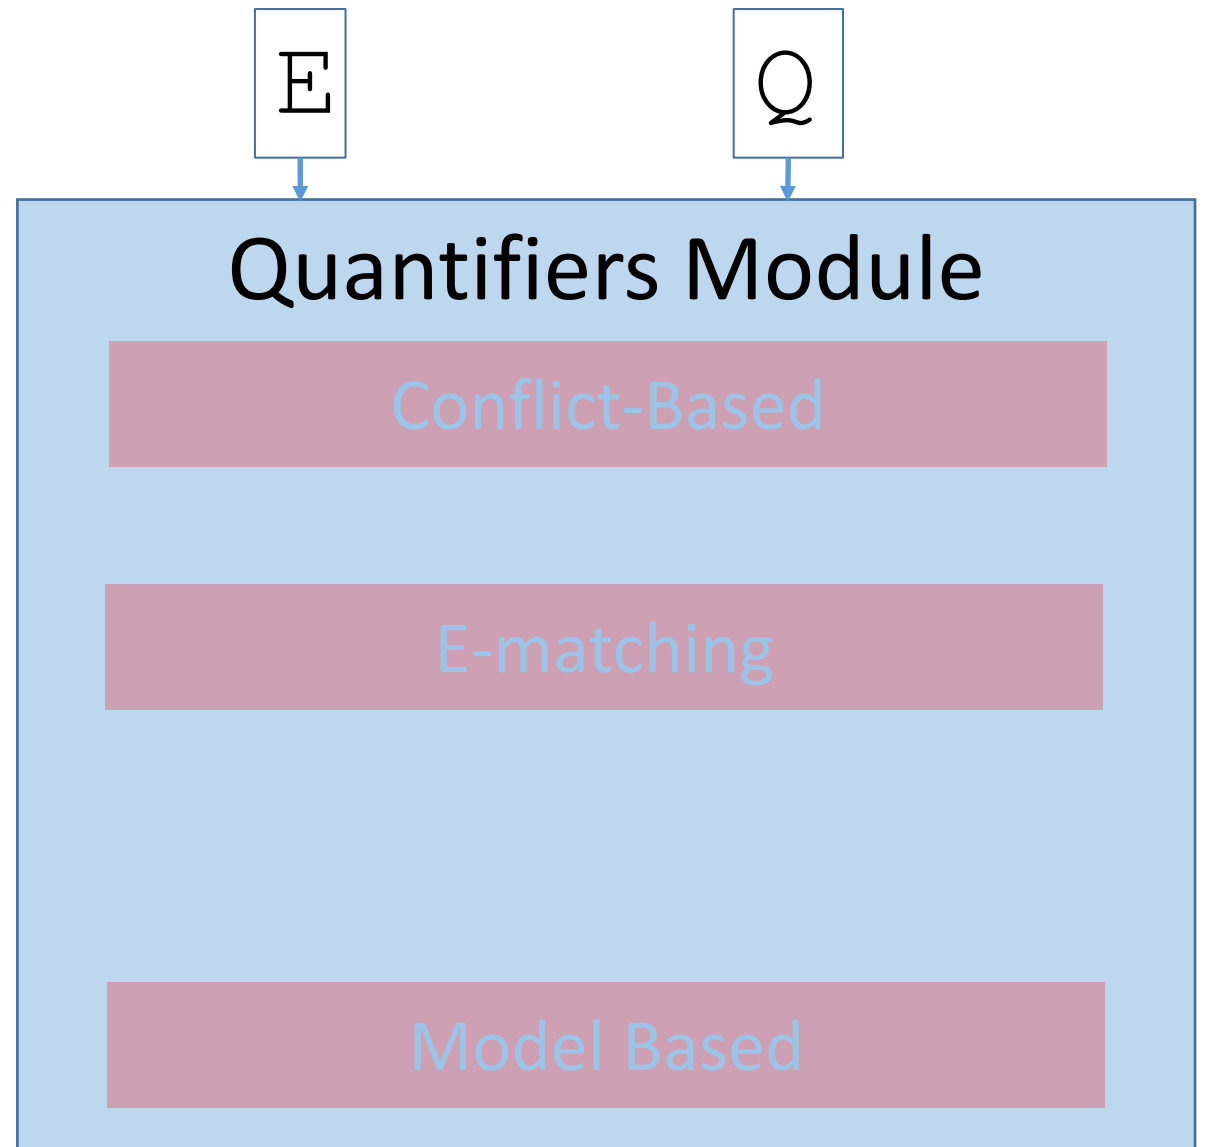 E Q
Quantifiers Module
Conflict-Based
E-matching
Model Based